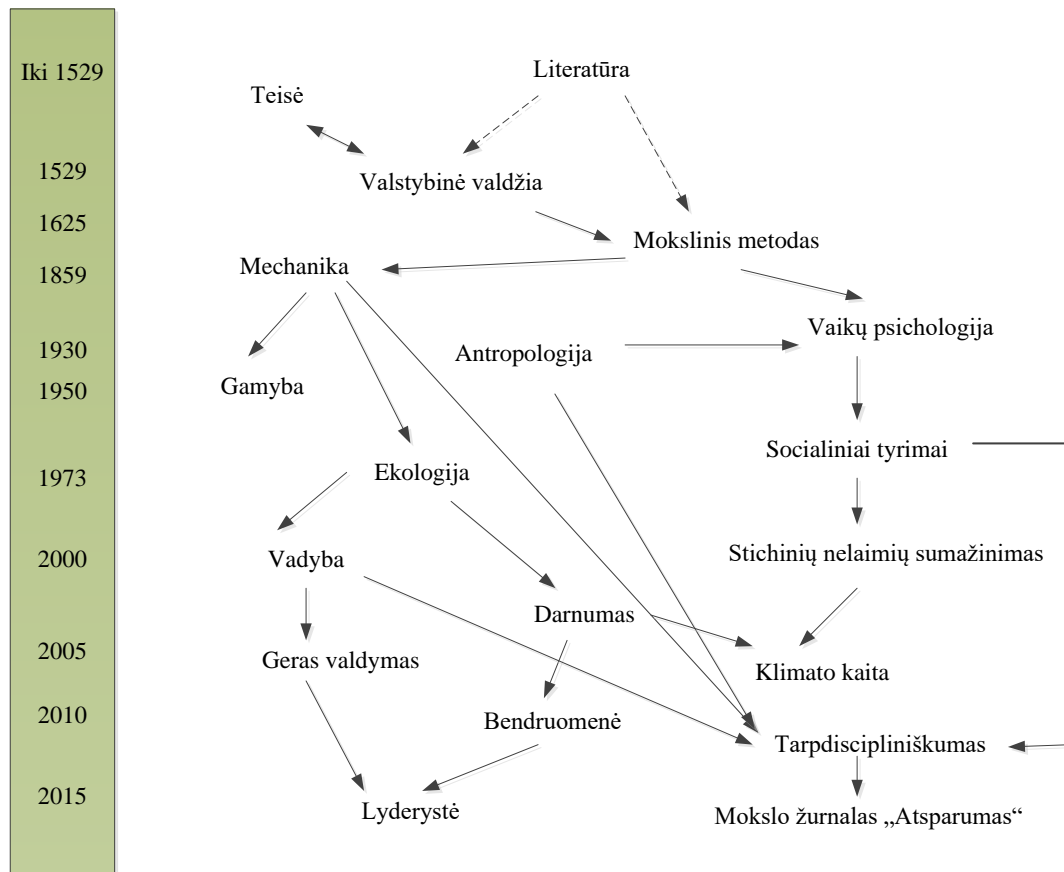 Iki 1529
1529
1625
1859
1930
1950
1973
2000
2005
2010
2015
Literatūra
Teisė
Valstybinė valdžia
Mokslinis metodas
Mechanika
Vaikų psichologija
Antropologija
Gamyba
Socialiniai tyrimai
Ekologija
Vadyba
Stichinių nelaimių sumažinimas
Darnumas
Geras valdymas
Klimato kaita
Bendruomenė
Tarpdiscipliniškumas
Lyderystė
Mokslo žurnalas „Atsparumas“